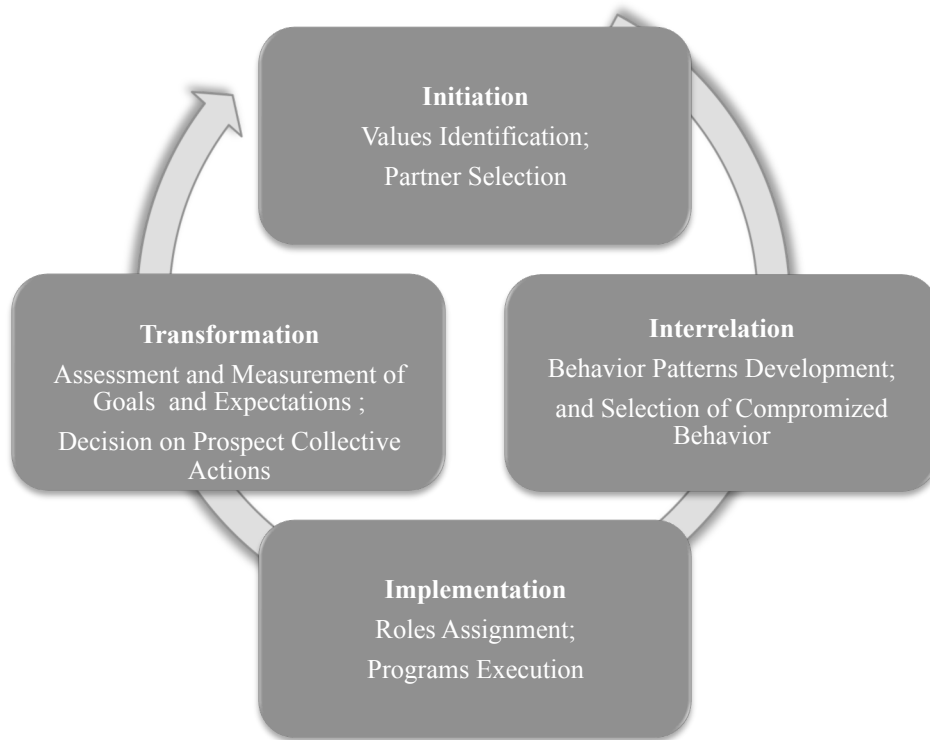 Initiation
Values Identification;
Partner Selection
Transformation
Assessment and Measurement of
Goals and Expectations ;
Decision on Prospect Collective
Actions
Interrelation
Behavior Patterns Development;
and Selection of Compromized
Behavior
Implementation
Roles Assignment;
Programs Execution